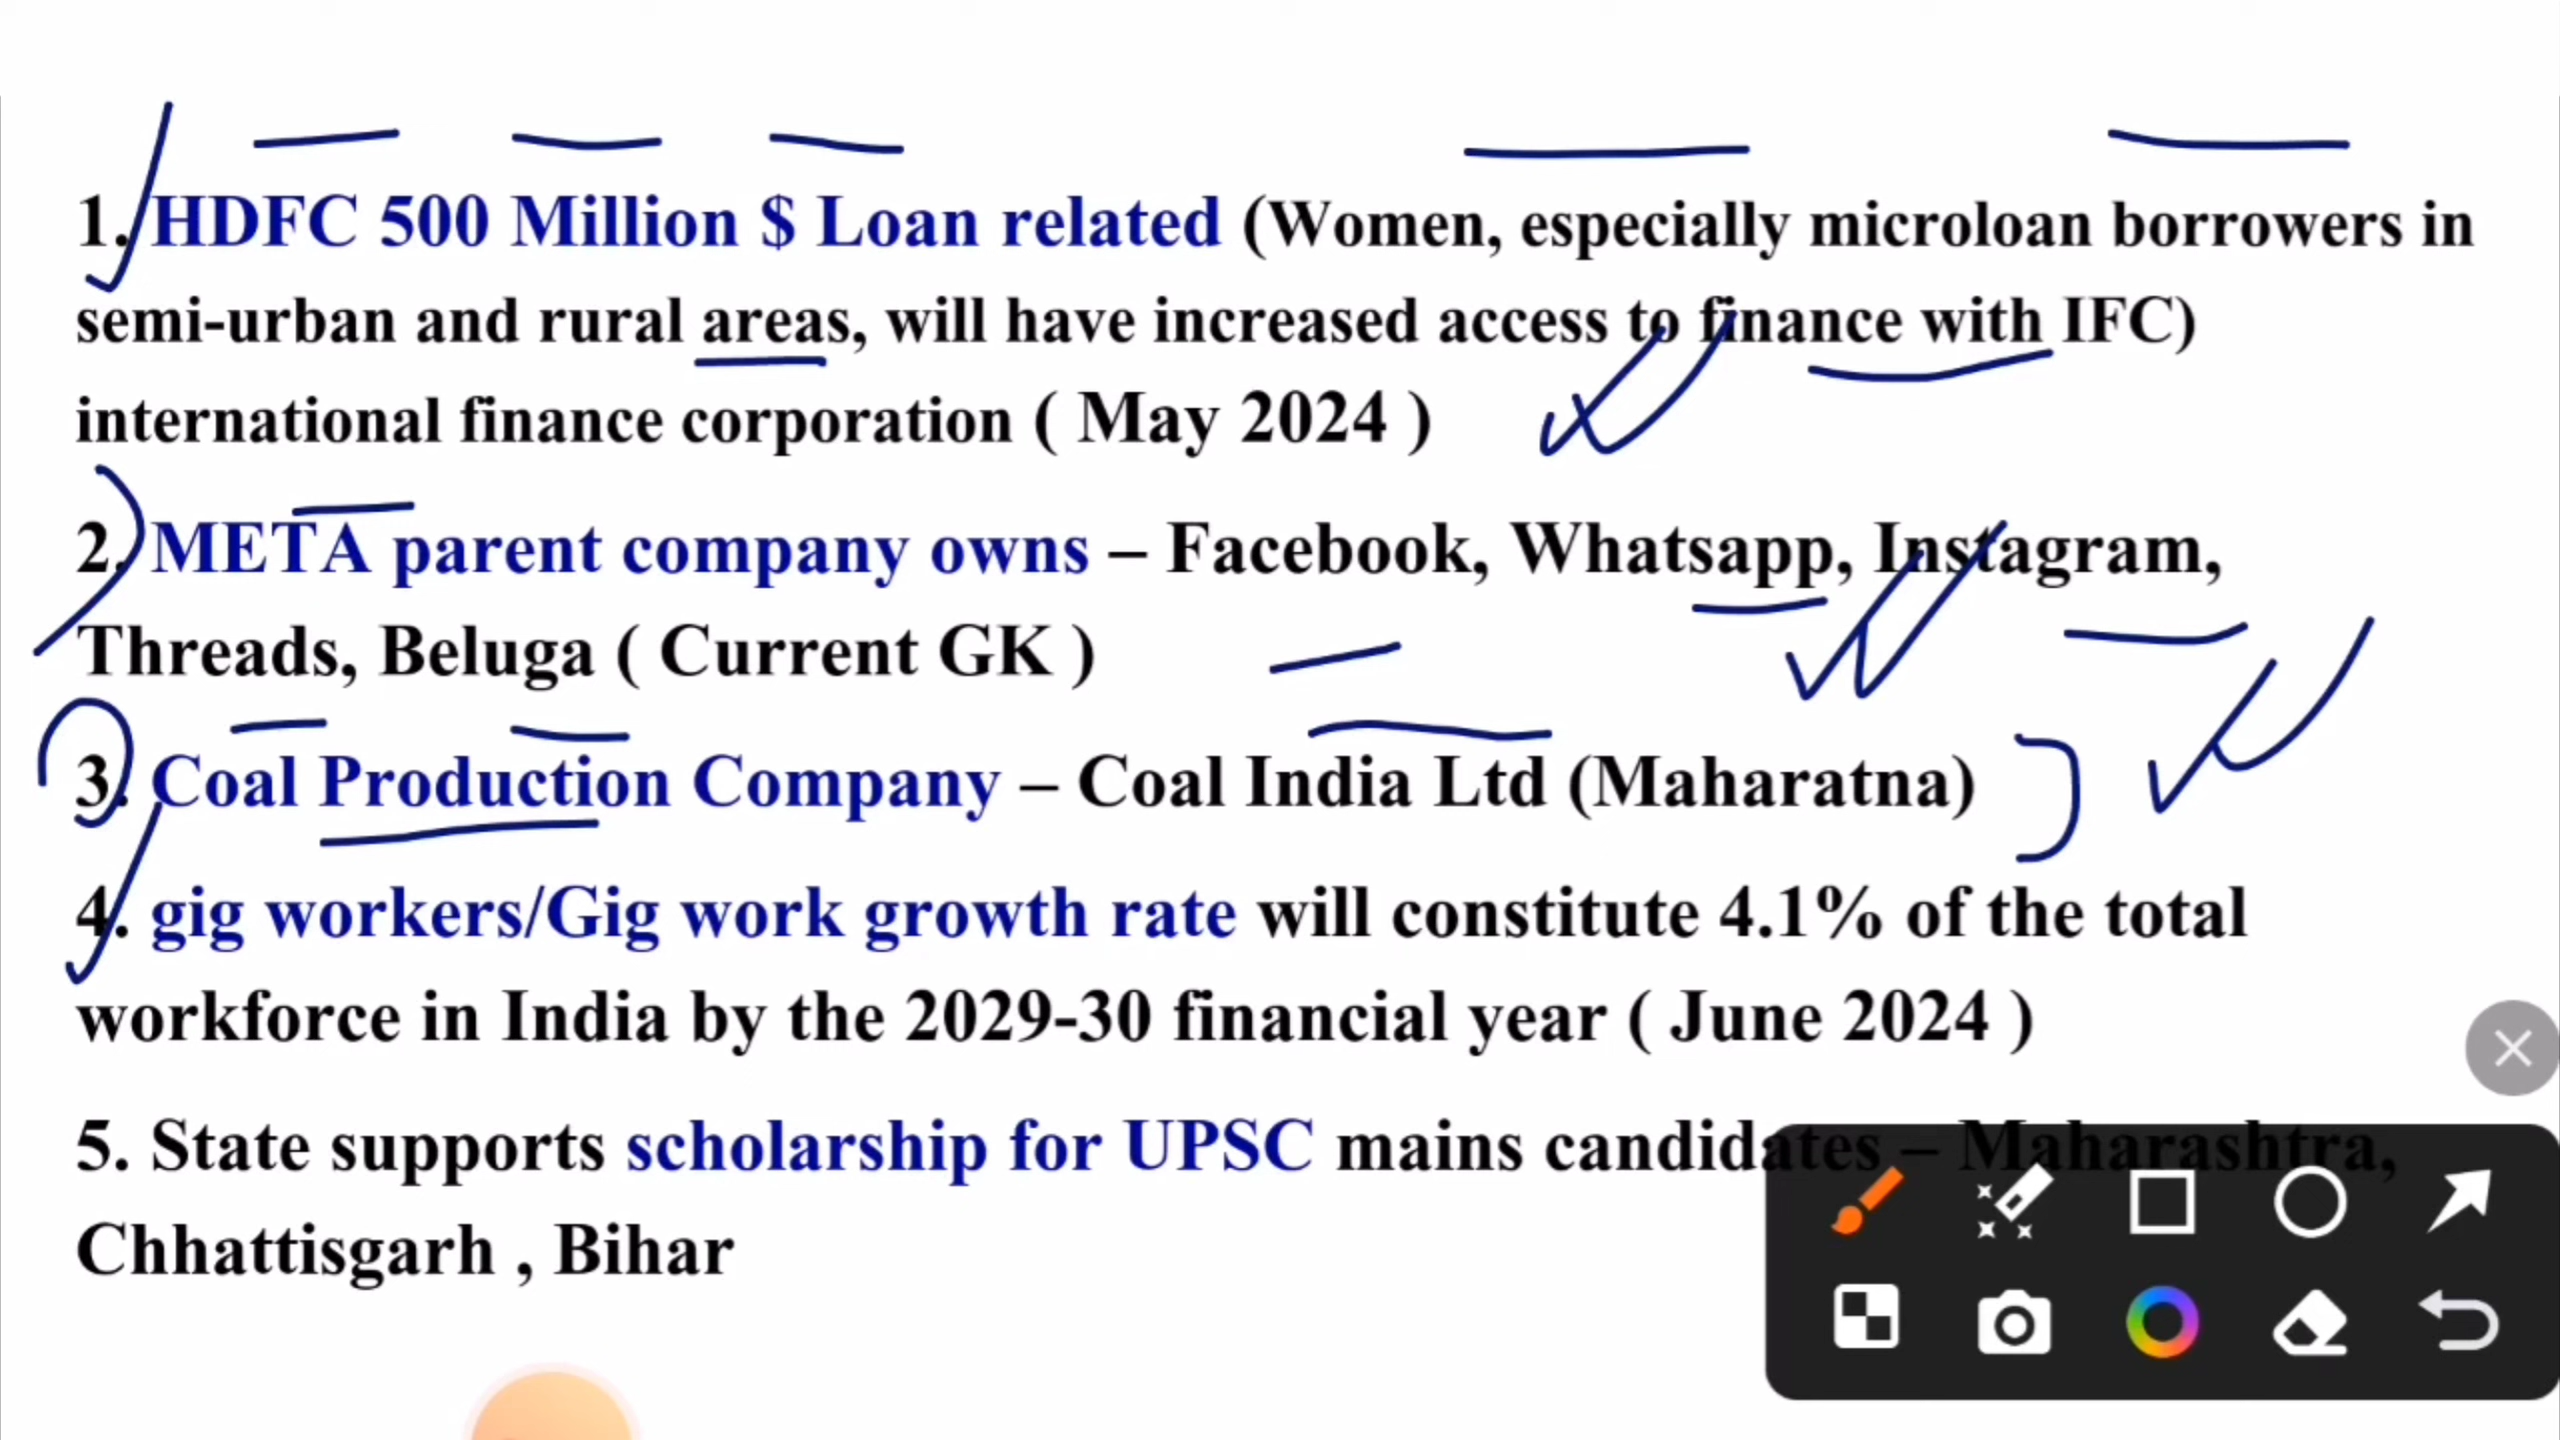 1. HDFC 500 Million $ Loan related (Women, especially microloan borrowers in
semi-urban and rural areas, will have increased access to finance with IFC)
international finance corporation ( May 2024 )
2. META parent company owns – Facebook, Whatsapp, Instagram,
Threads, Beluga ( Current GK )
3. Coal Production Company – Coal India Ltd (Maharatna)
4. gig workers/Gig work growth rate will constitute 4.1% of the total
workforce in India by the 2029-30 financial year ( June 2024 )
5. State supports scholarship for UPSC mains candidates – Maharashtra,
Chhattisgarh , Bihar